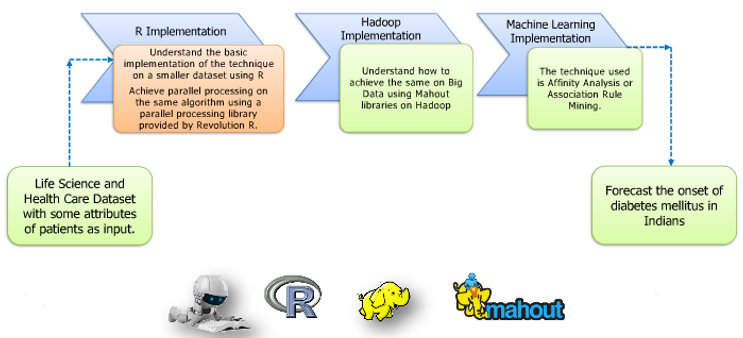 R Implementation
Understand the basic
implementation of the technique
on a smaller dataset using R
Achieve parallel processing on
the same algorithm using a
parallel processing library
provided by Revolution R.
Hadoop
Implementation
Understand how to
achieve the same on Big
Data using Mahout
libraries on Hadoop
Machine Learning
Implementation
The technique used
is Affinity Analysis or
Association Rule
Mining.
Life Science and
Health Care Dataset
with some attributes
of patients as input.
Forecast the onset of
diabetes mellitus in
Indians
R
mahout